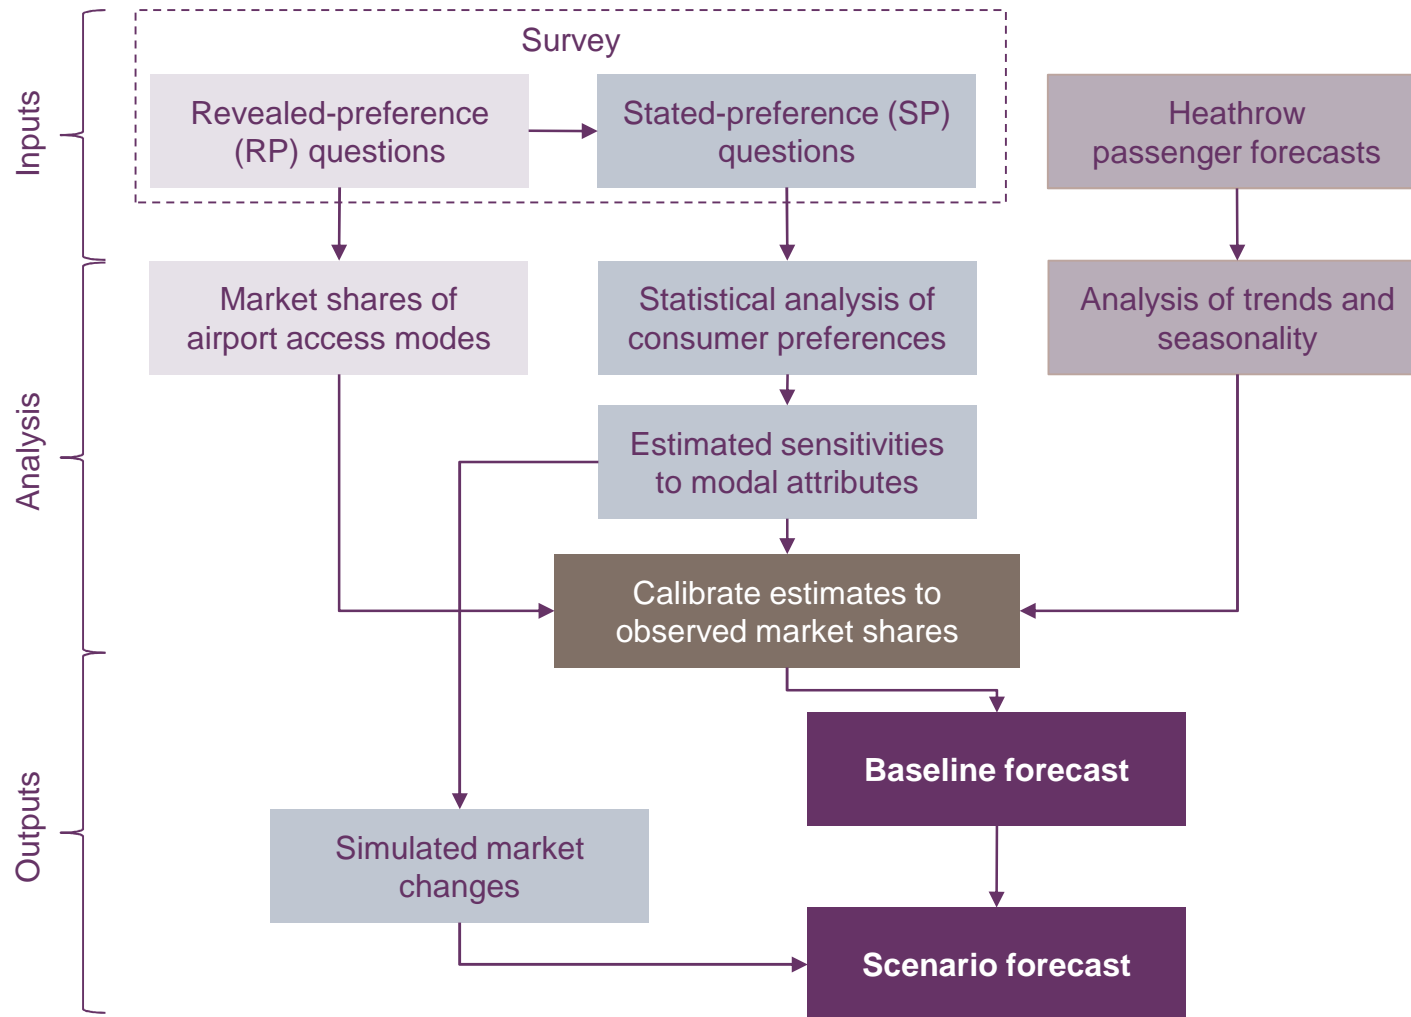 Survey
Inputs
Revealed-preference
(RP) questions
Stated-preference (SP)
questions
Heathrow
passenger forecasts
Analysis
Market shares of
airport access modes
Statistical analysis of
consumer preferences
Analysis of trends and
seasonality
Estimated sensitivities
to modal attributes
Calibrate estimates to
observed market shares
Outputs
Baseline forecast
Simulated market
changes
Scenario forecast